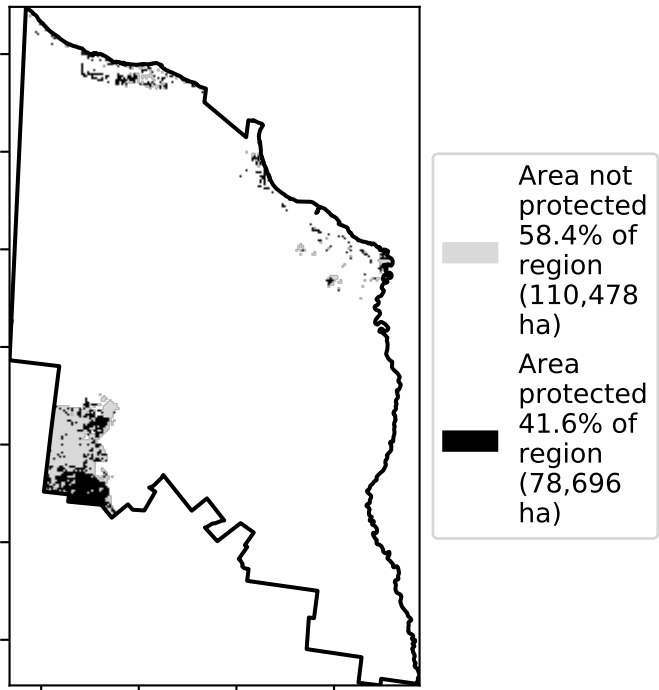 Area not
protected
58.4% of
region
(110,478
ha)
Area
protected
41.6% of
region
(78,696
ha)